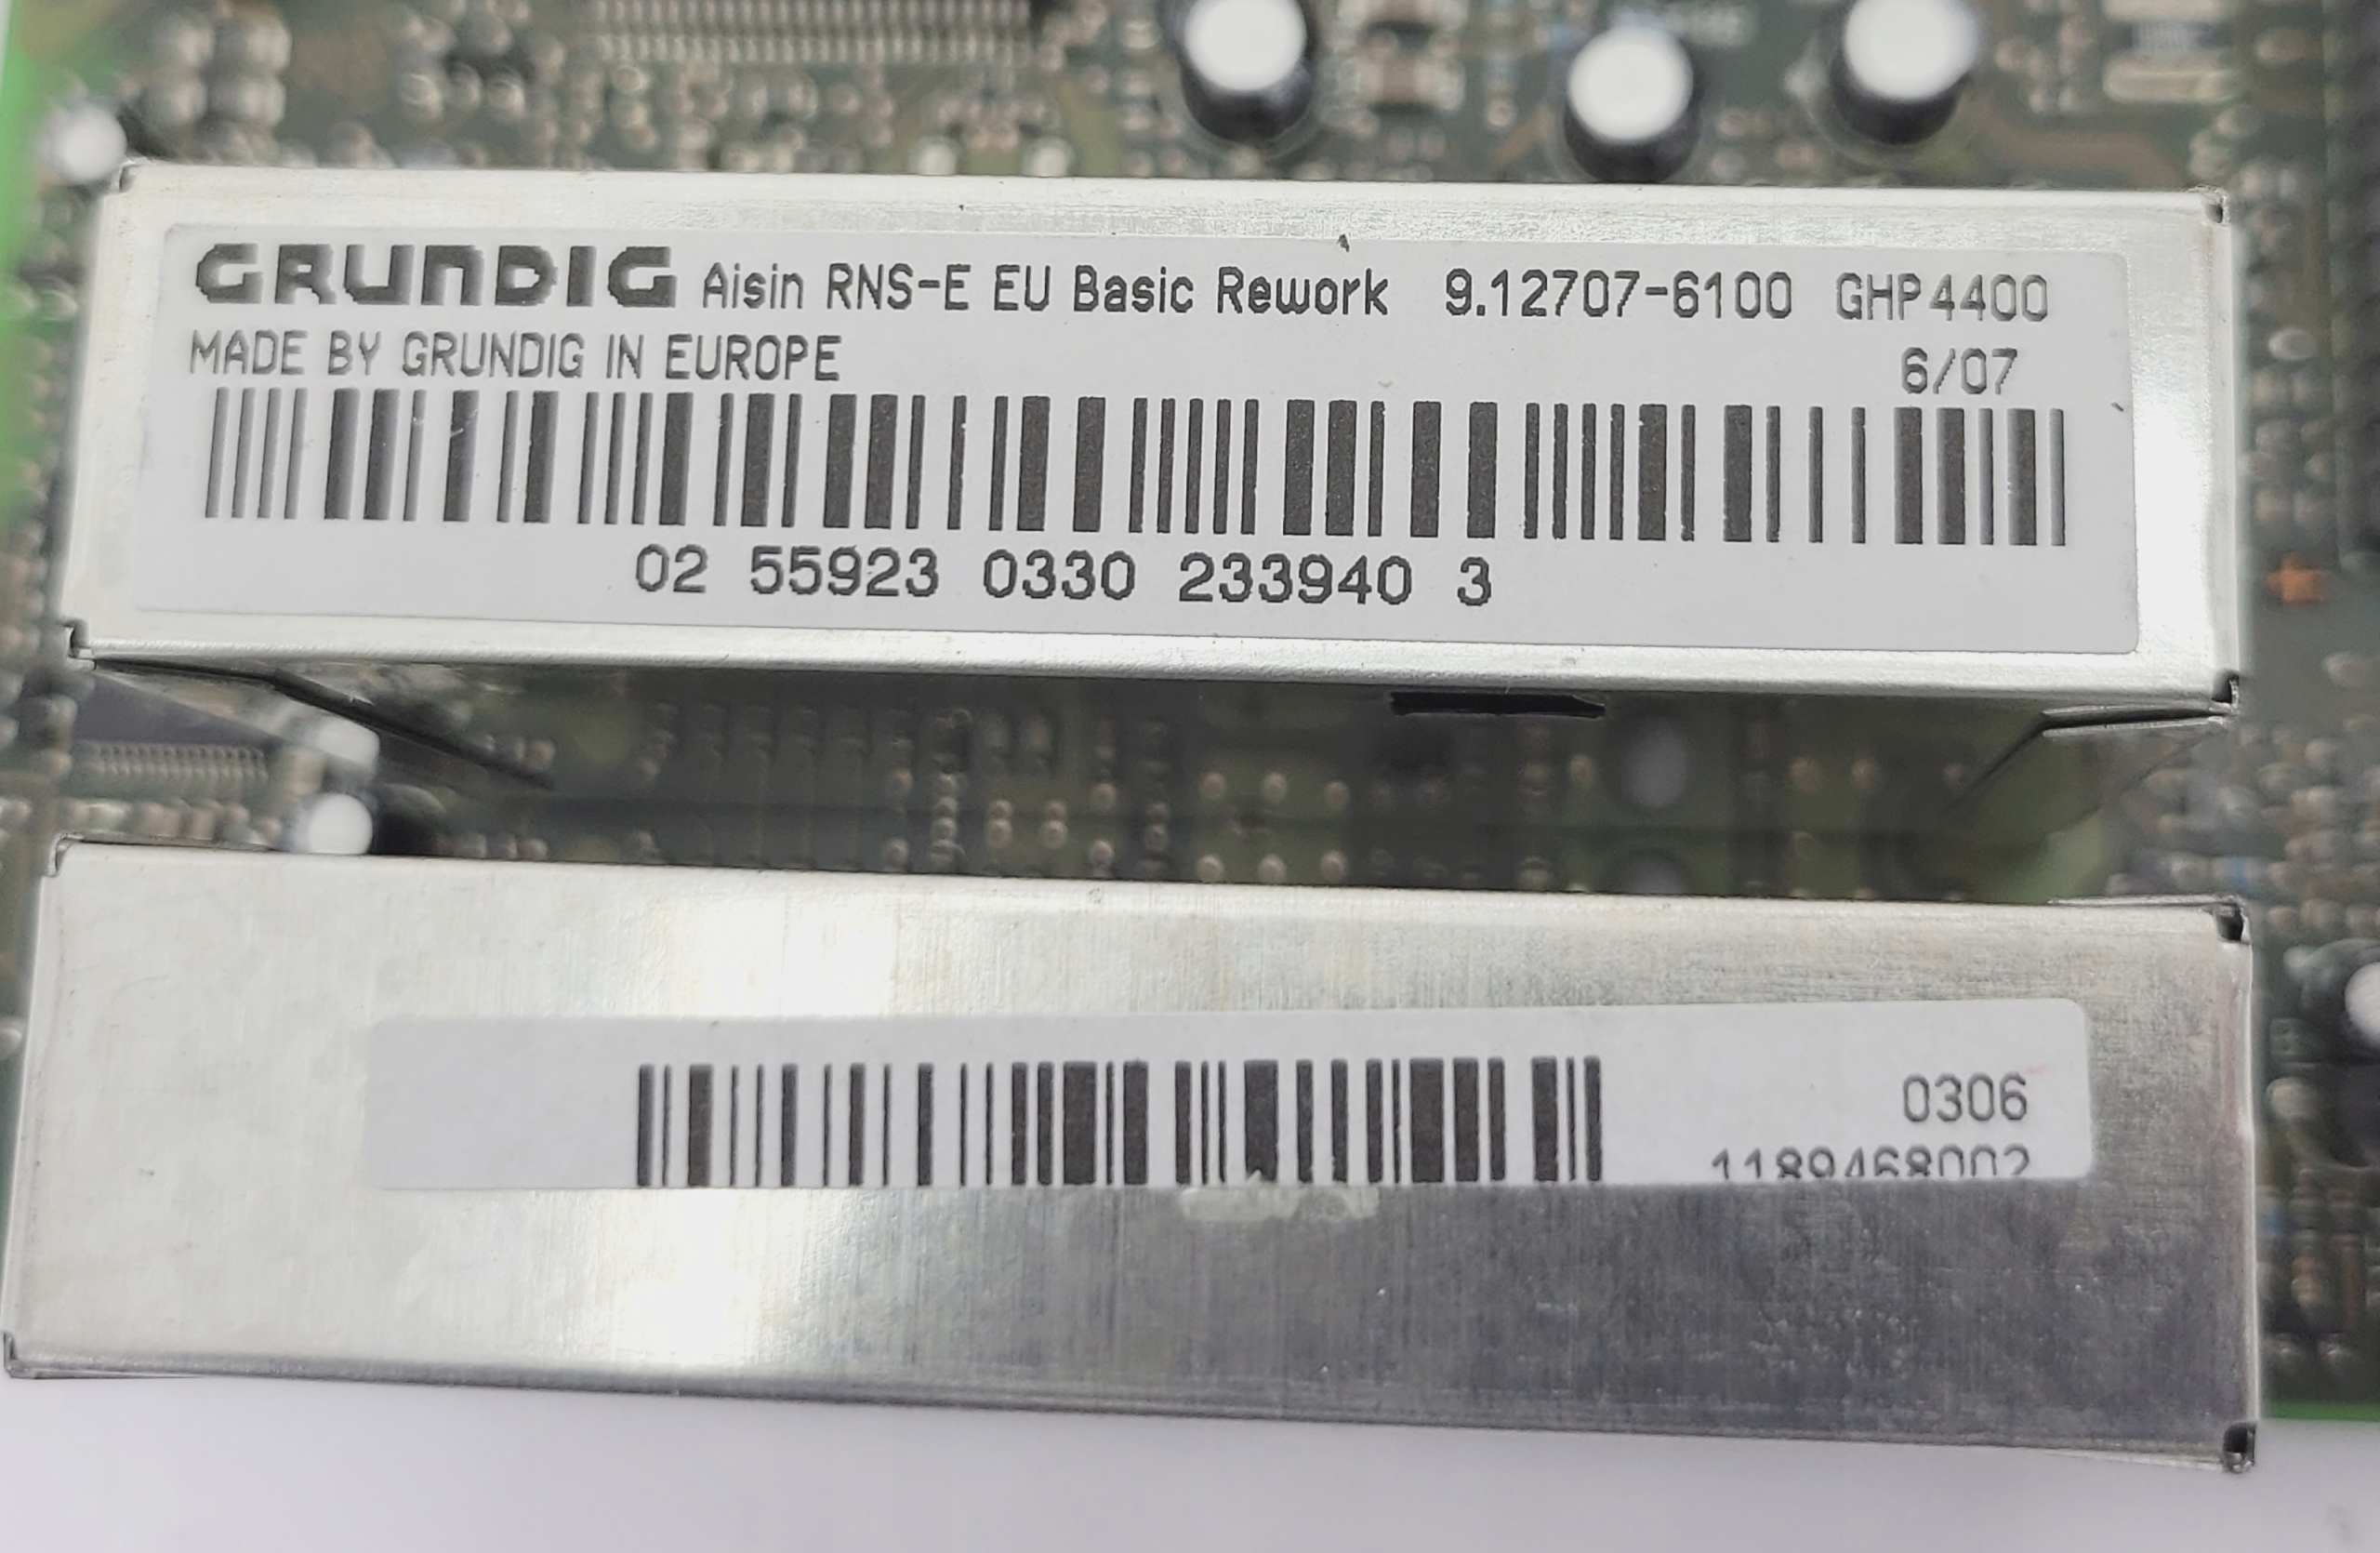 GRUNDIG Aisin RNS-E EU Basic Rework 9.12707-6100 GHP4400
MADE BY GRUNDIG IN EUROPE 6/07
02 55923 0330 233940 3
0306
1189468002